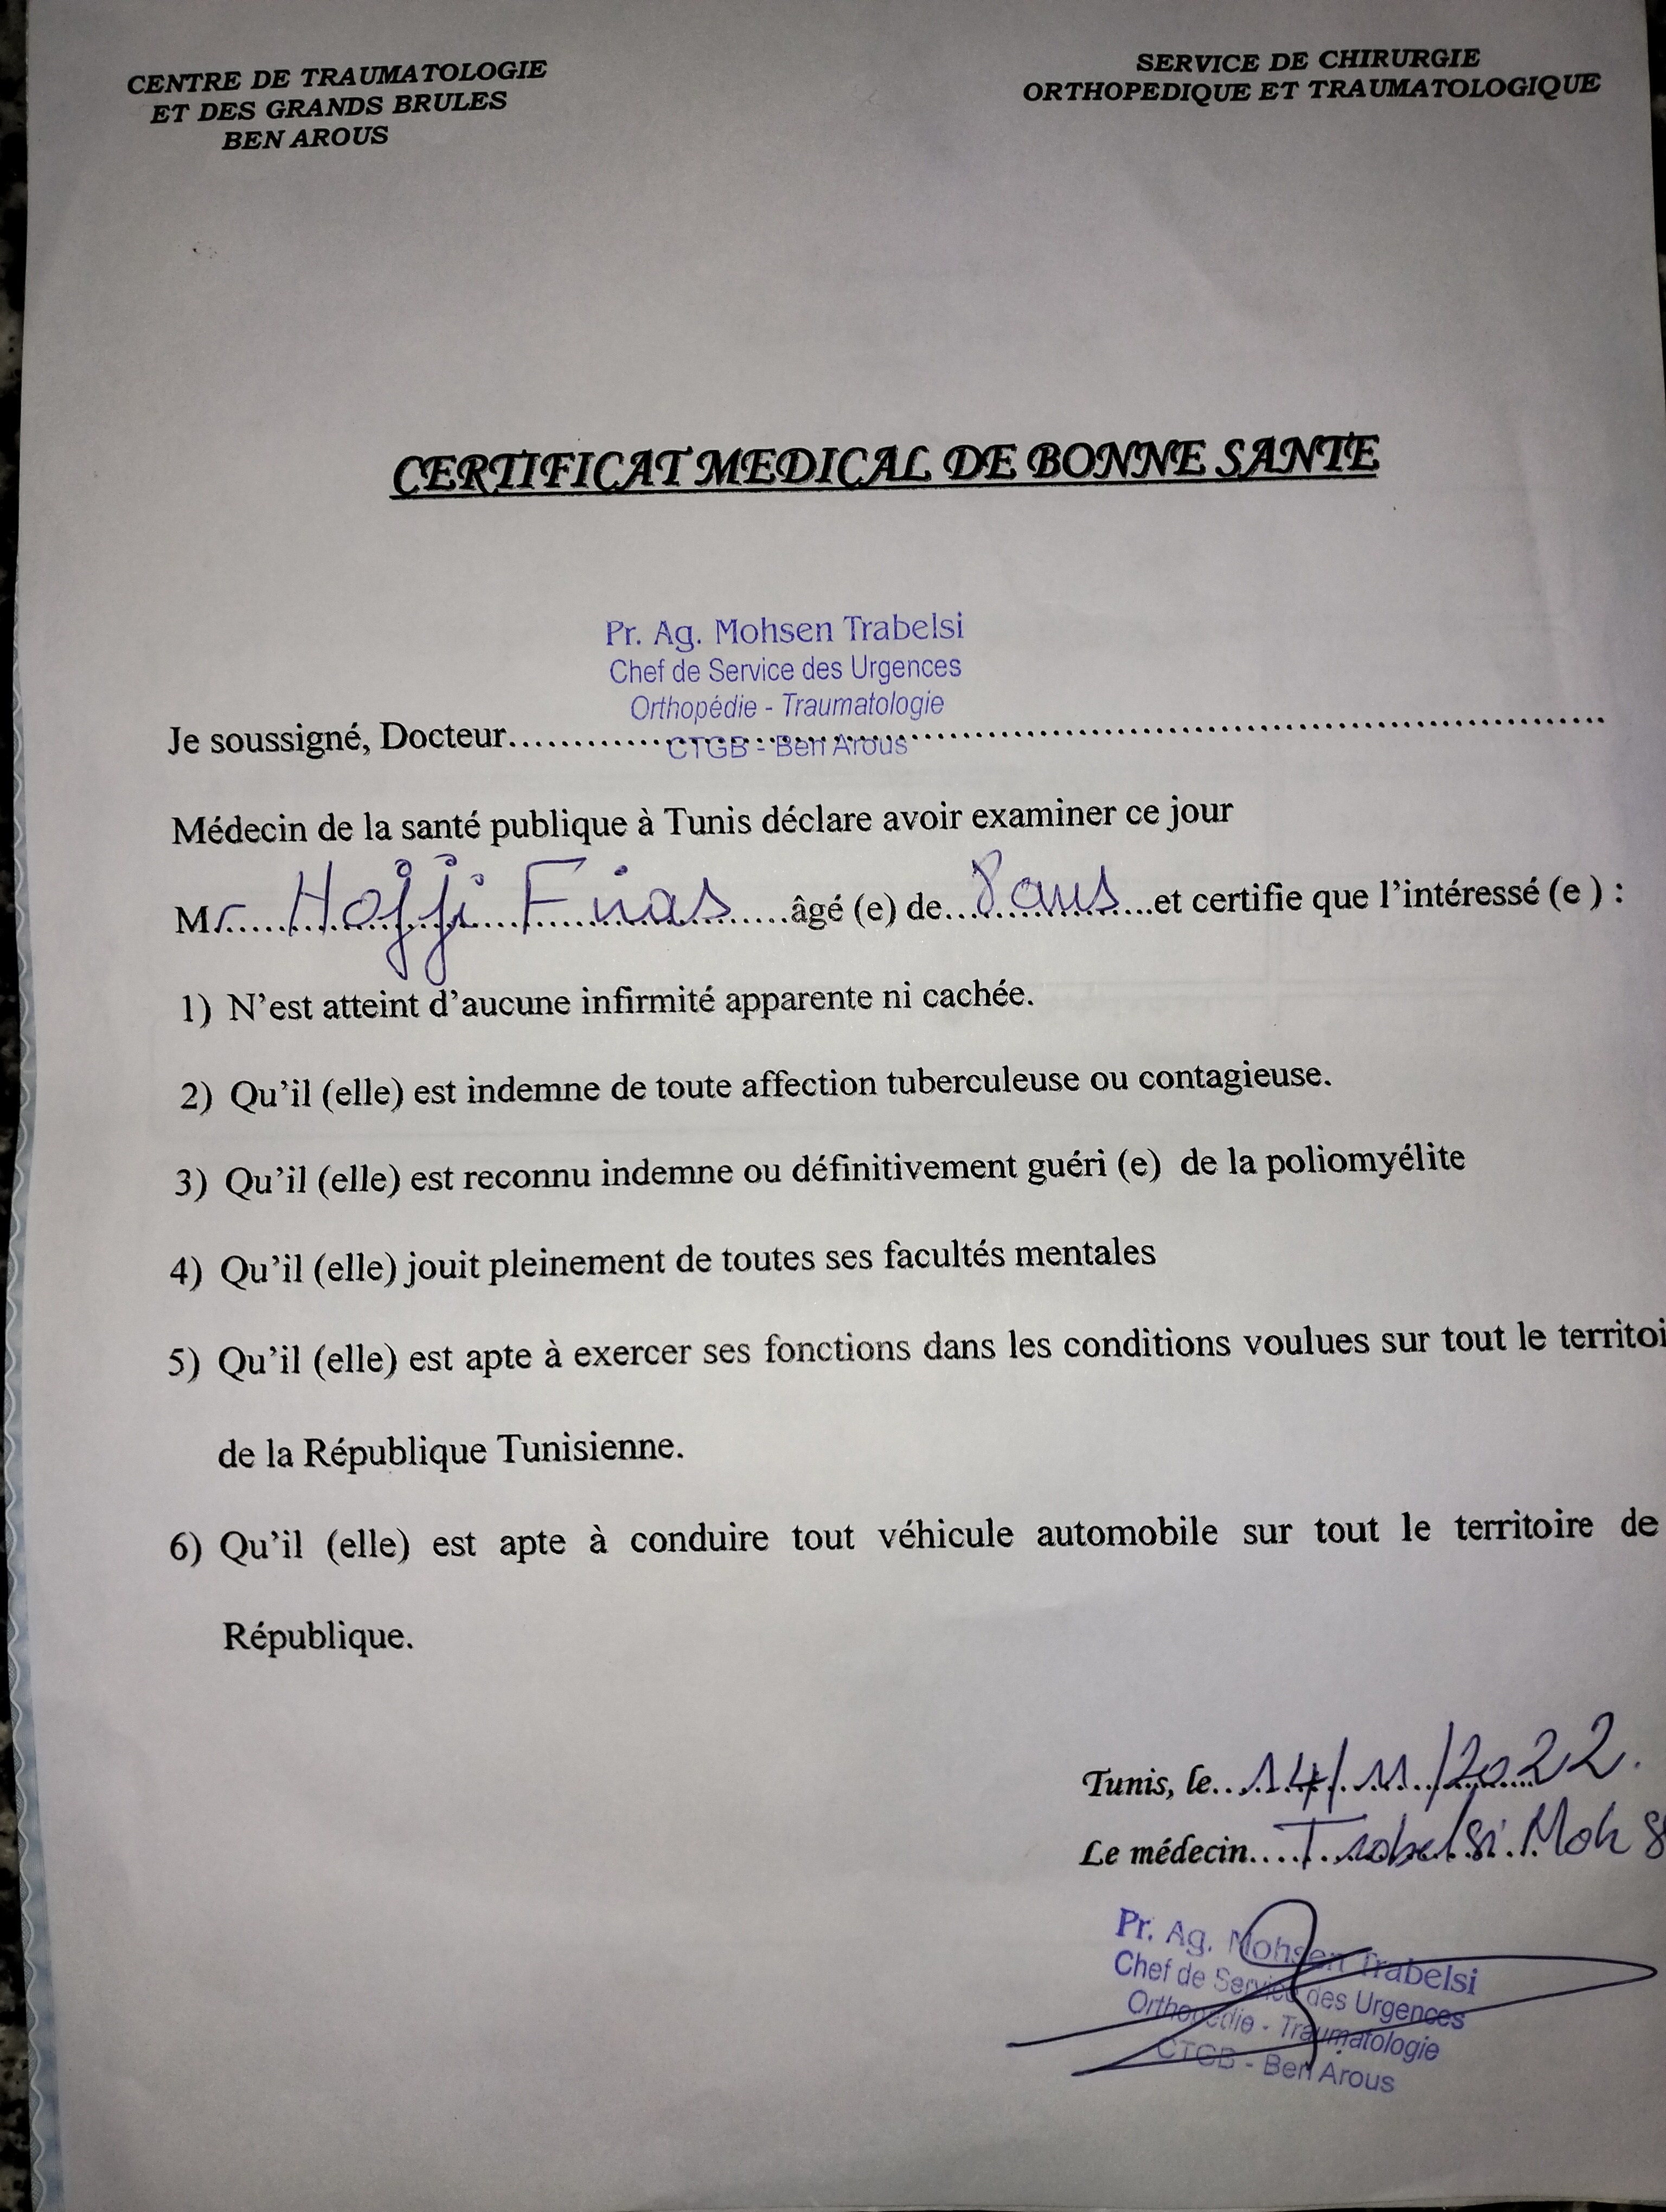 CENTRE DE TRAUMATOLOGIE
ET DES GRANDS BRULES
BEN AROUS
SERVICE DE CHIRURGIE
ORTHOPEDIQUE ET TRAUMATOLOGIQUE
CERTIFICAT MEDICAL DE BONNE SANTE
Pr. Ag. Mohsen Trabelsi
Chef de Service des Urgences
Orthopédie - Traumatologie
CTGB - Ben Arous
Je soussigné, Docteur
Médecin de la santé publique à Tunis déclare avoir examiner ce jour
Mr Hajji Firas âgé (e) de 8 ans et certifie que l'intéressé (e ) :
1) N'est atteint d'aucune infirmité apparente ni cachée.
2) Qu'il (elle) est indemne de toute affection tuberculeuse ou contagieuse.
3) Qu'il (elle) est reconnu indemne ou définitivement guéri (e) de la poliomyélite
4) Qu'il (elle) jouit pleinement de toutes ses facultés mentales
5) Qu'il (elle) est apte à exercer ses fonctions dans les conditions voulues sur tout le territoi
de la République Tunisienne.
6) Qu'il (elle) est apte à conduire tout véhicule automobile sur tout le territoire de
République.
Tunis, le 14/11/2022.
Le médecin Trabelsi Mohs
Pr. Ag. Mohsen Trabelsi
Chef de Service des Urgences
Orthopédie - Traumatologie
CTGB - Ben Arous